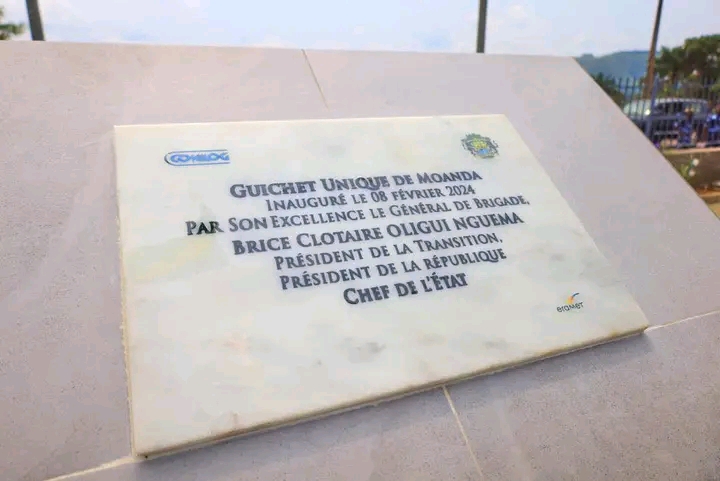 COMILOG
GUICHET UNIQUE DE MOANDA
INAUGURÉ LE 08 FÉVRIER 2024
PAR SON EXCELLENCE LE GÉNÉRAL DE BRIGADE,
BRICE CLOTAIRE OLIGUI NGUEMA
PRÉSIDENT DE LA TRANSITION,
PRÉSIDENT DE LA RÉPUBLIQUE
CHEF DE L'ÉTAT
eramet